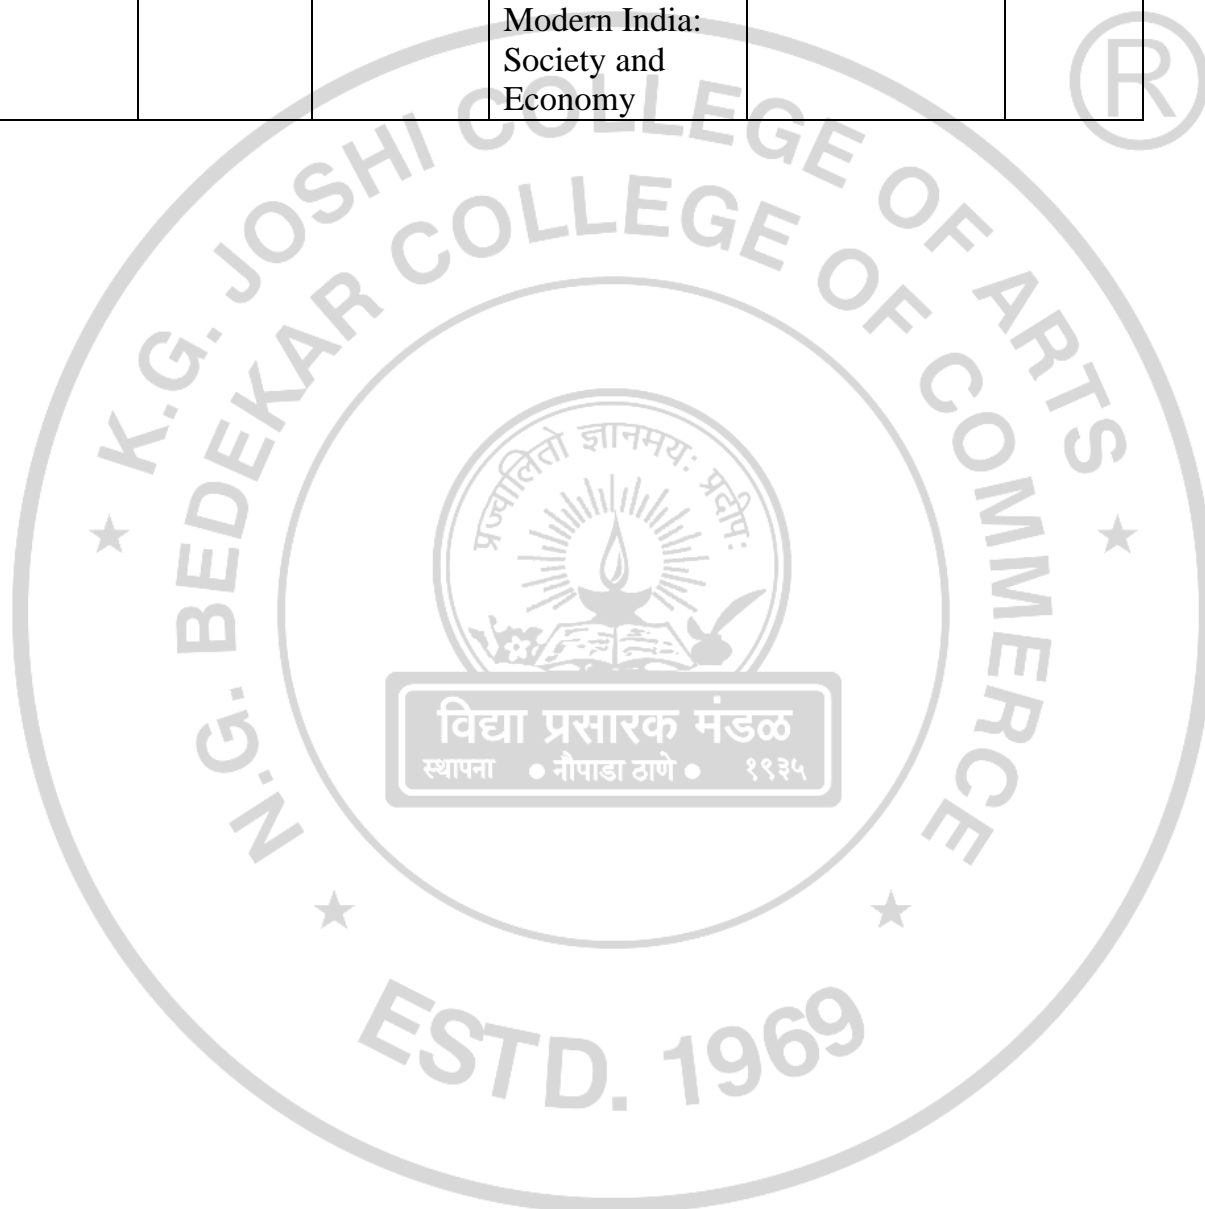 Modern India:
Society and
Economy
®
K.G. JOSHI COLLEGE OF ARTS
N.G. BEDEKAR COLLEGE OF COMMERCE
प्रज्वालितो ज्ञानमयः प्रदीपः
विद्या प्रसारक मंडळ
स्थापना ● नौपाडा ठाणे ● १९३५
ESTD. 1969